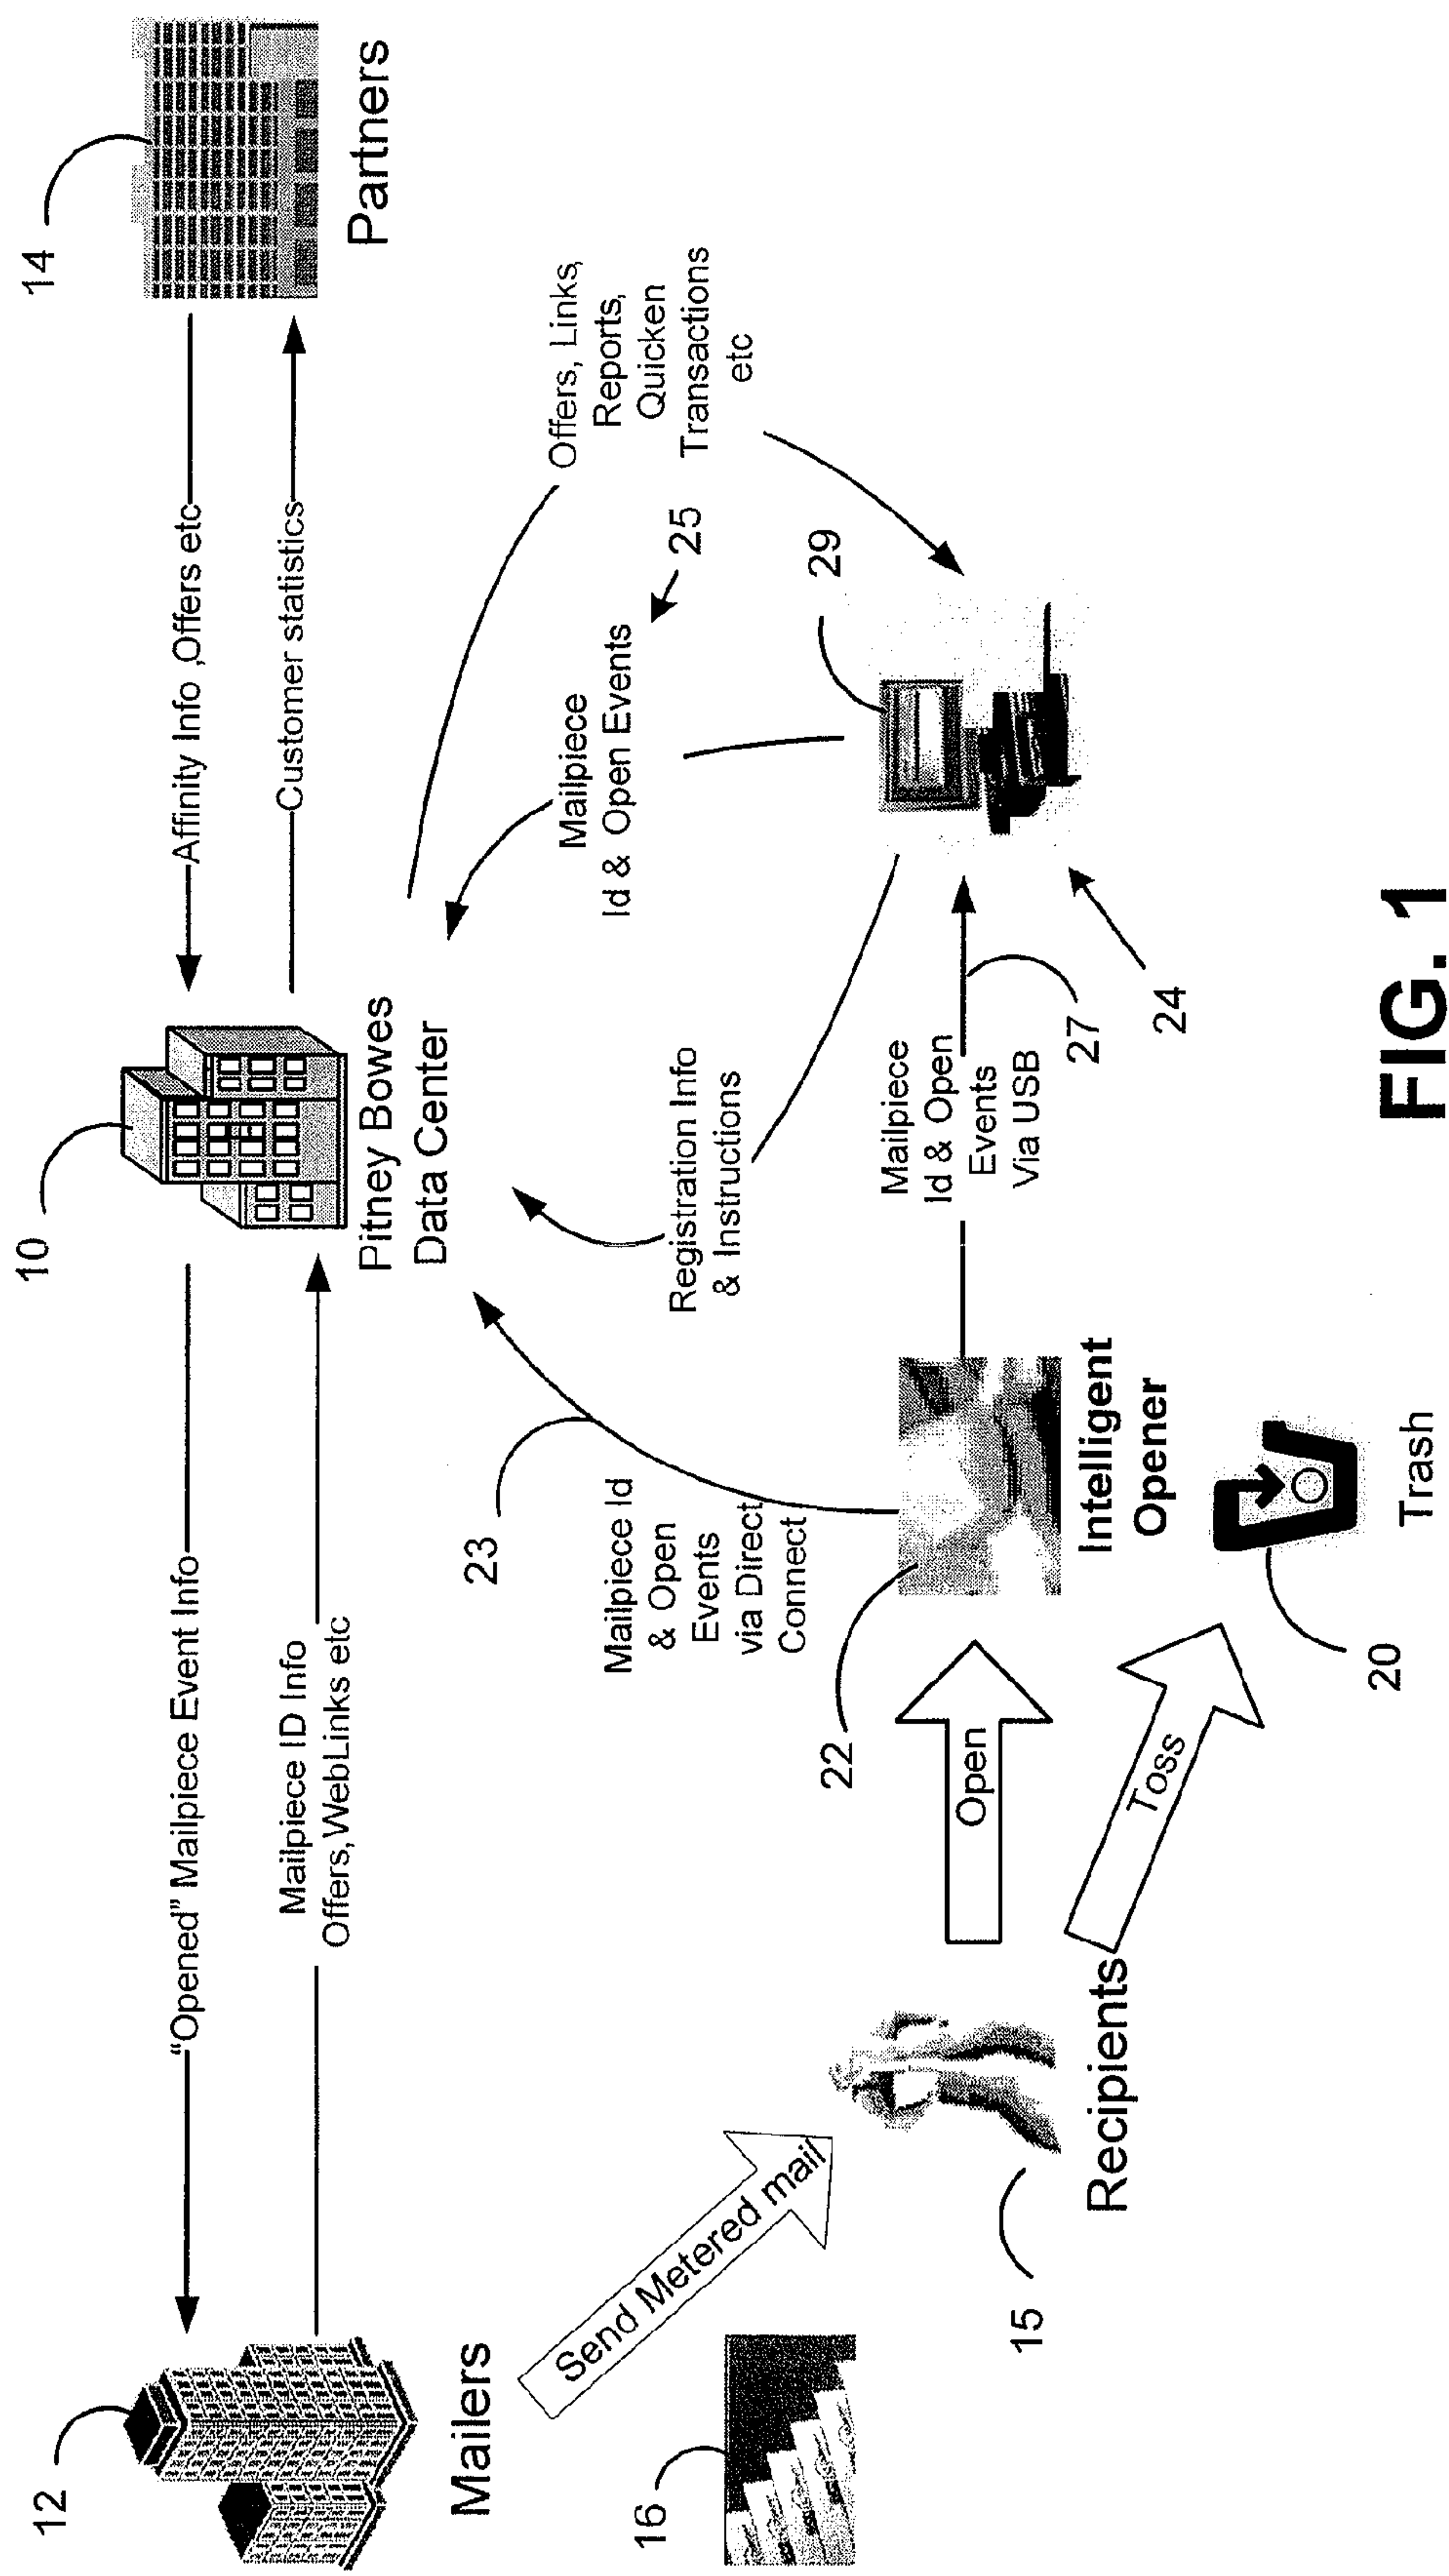 12
10
14
"Opened" Mailpiece Event Info
Affinity Info ,Offers etc
Mailpiece ID Info
Offers,WebLinks etc
Customer statistics
Mailers
Pitney Bowes
Data Center
Partners
16
Send Metered mail
23
Mailpiece Id
& Open
Events
via Direct
Connect
Registration Info
& Instructions
Mailpiece
Id & Open Events
25
Offers, Links,
Reports,
Quicken
Transactions
etc
15
Recipients
22
Open
Toss
Intelligent
Opener
Mailpiece
Id & Open
Events
Via USB
27
24
29
20
Trash
FIG. 1